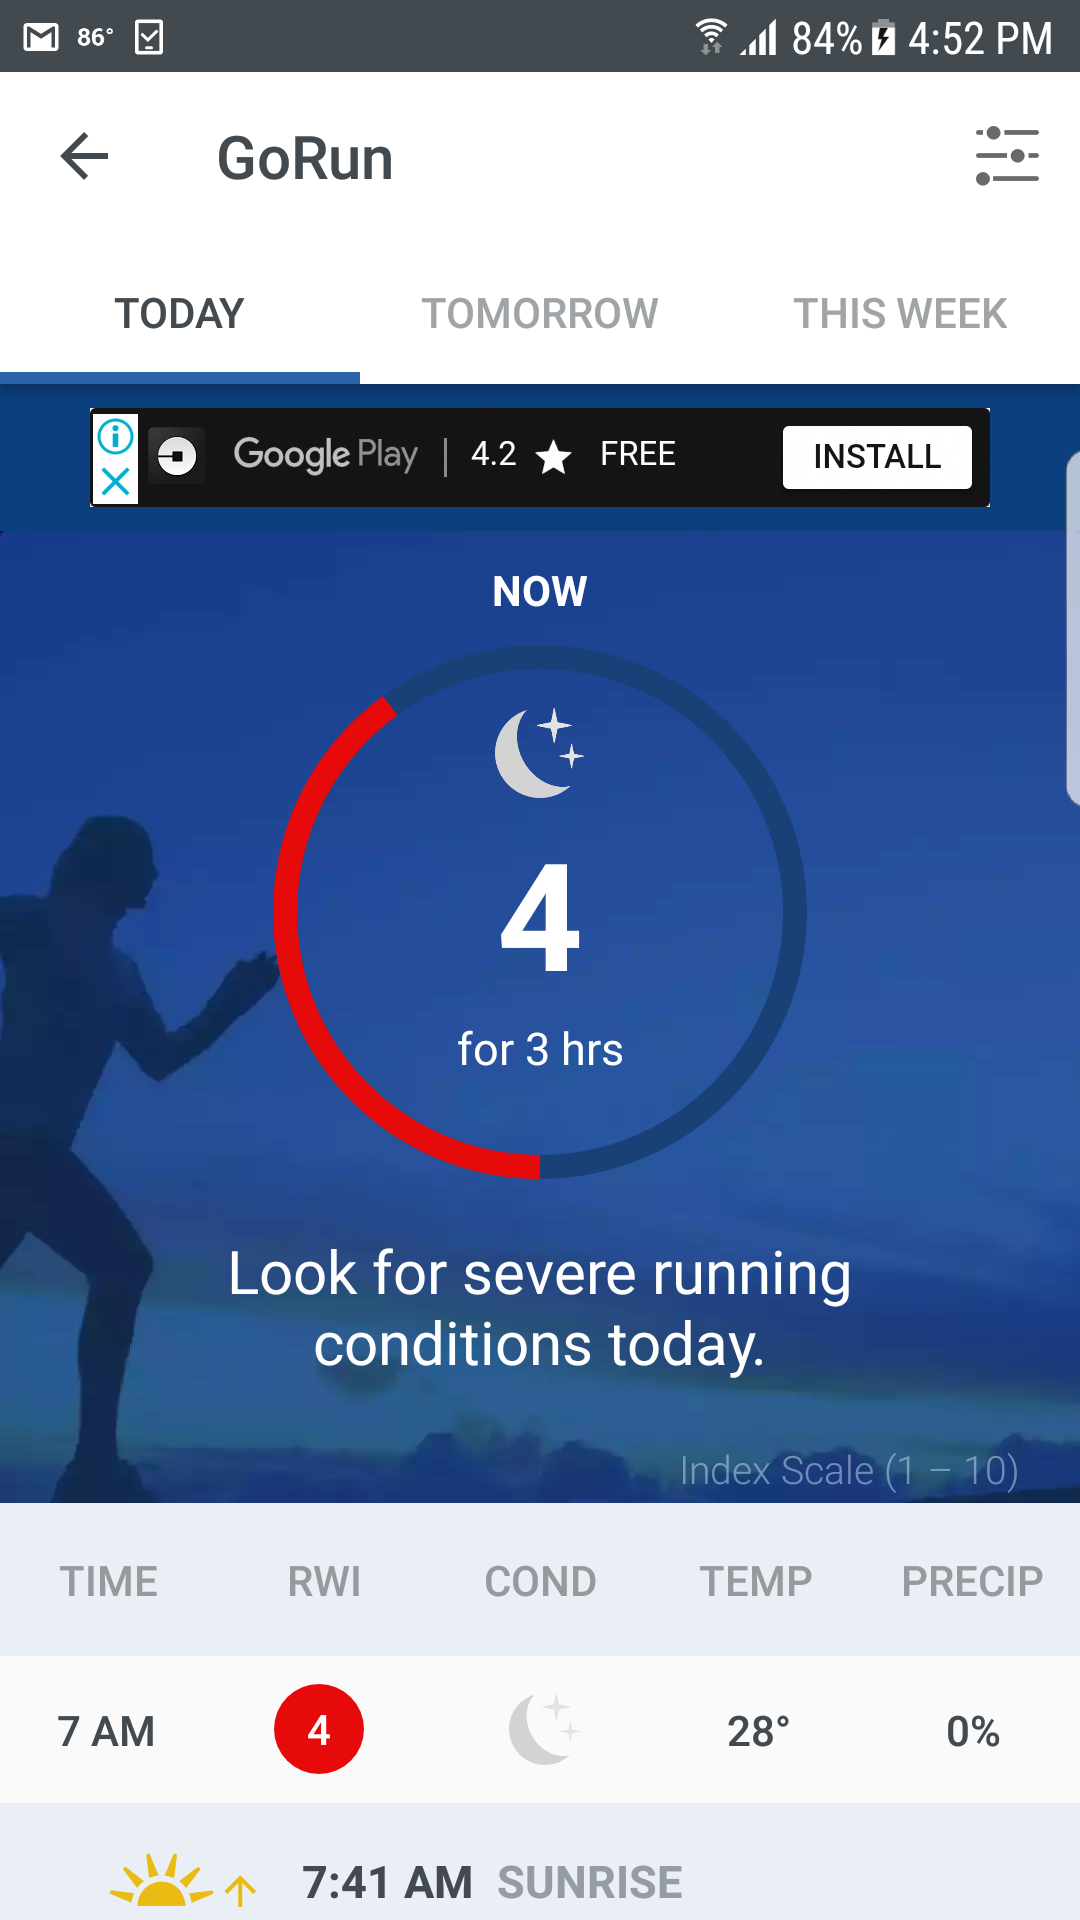 86° 84% 4:52 PM
GoRun
TODAY TOMORROW THIS WEEK
Google Play | 4.2 ★ FREE INSTALL
NOW
4
for 3 hrs
Look for severe running
conditions today.
Index Scale (1 – 10)
TIME RWI COND TEMP PRECIP
7 AM 4 28° 0%
7:41 AM SUNRISE